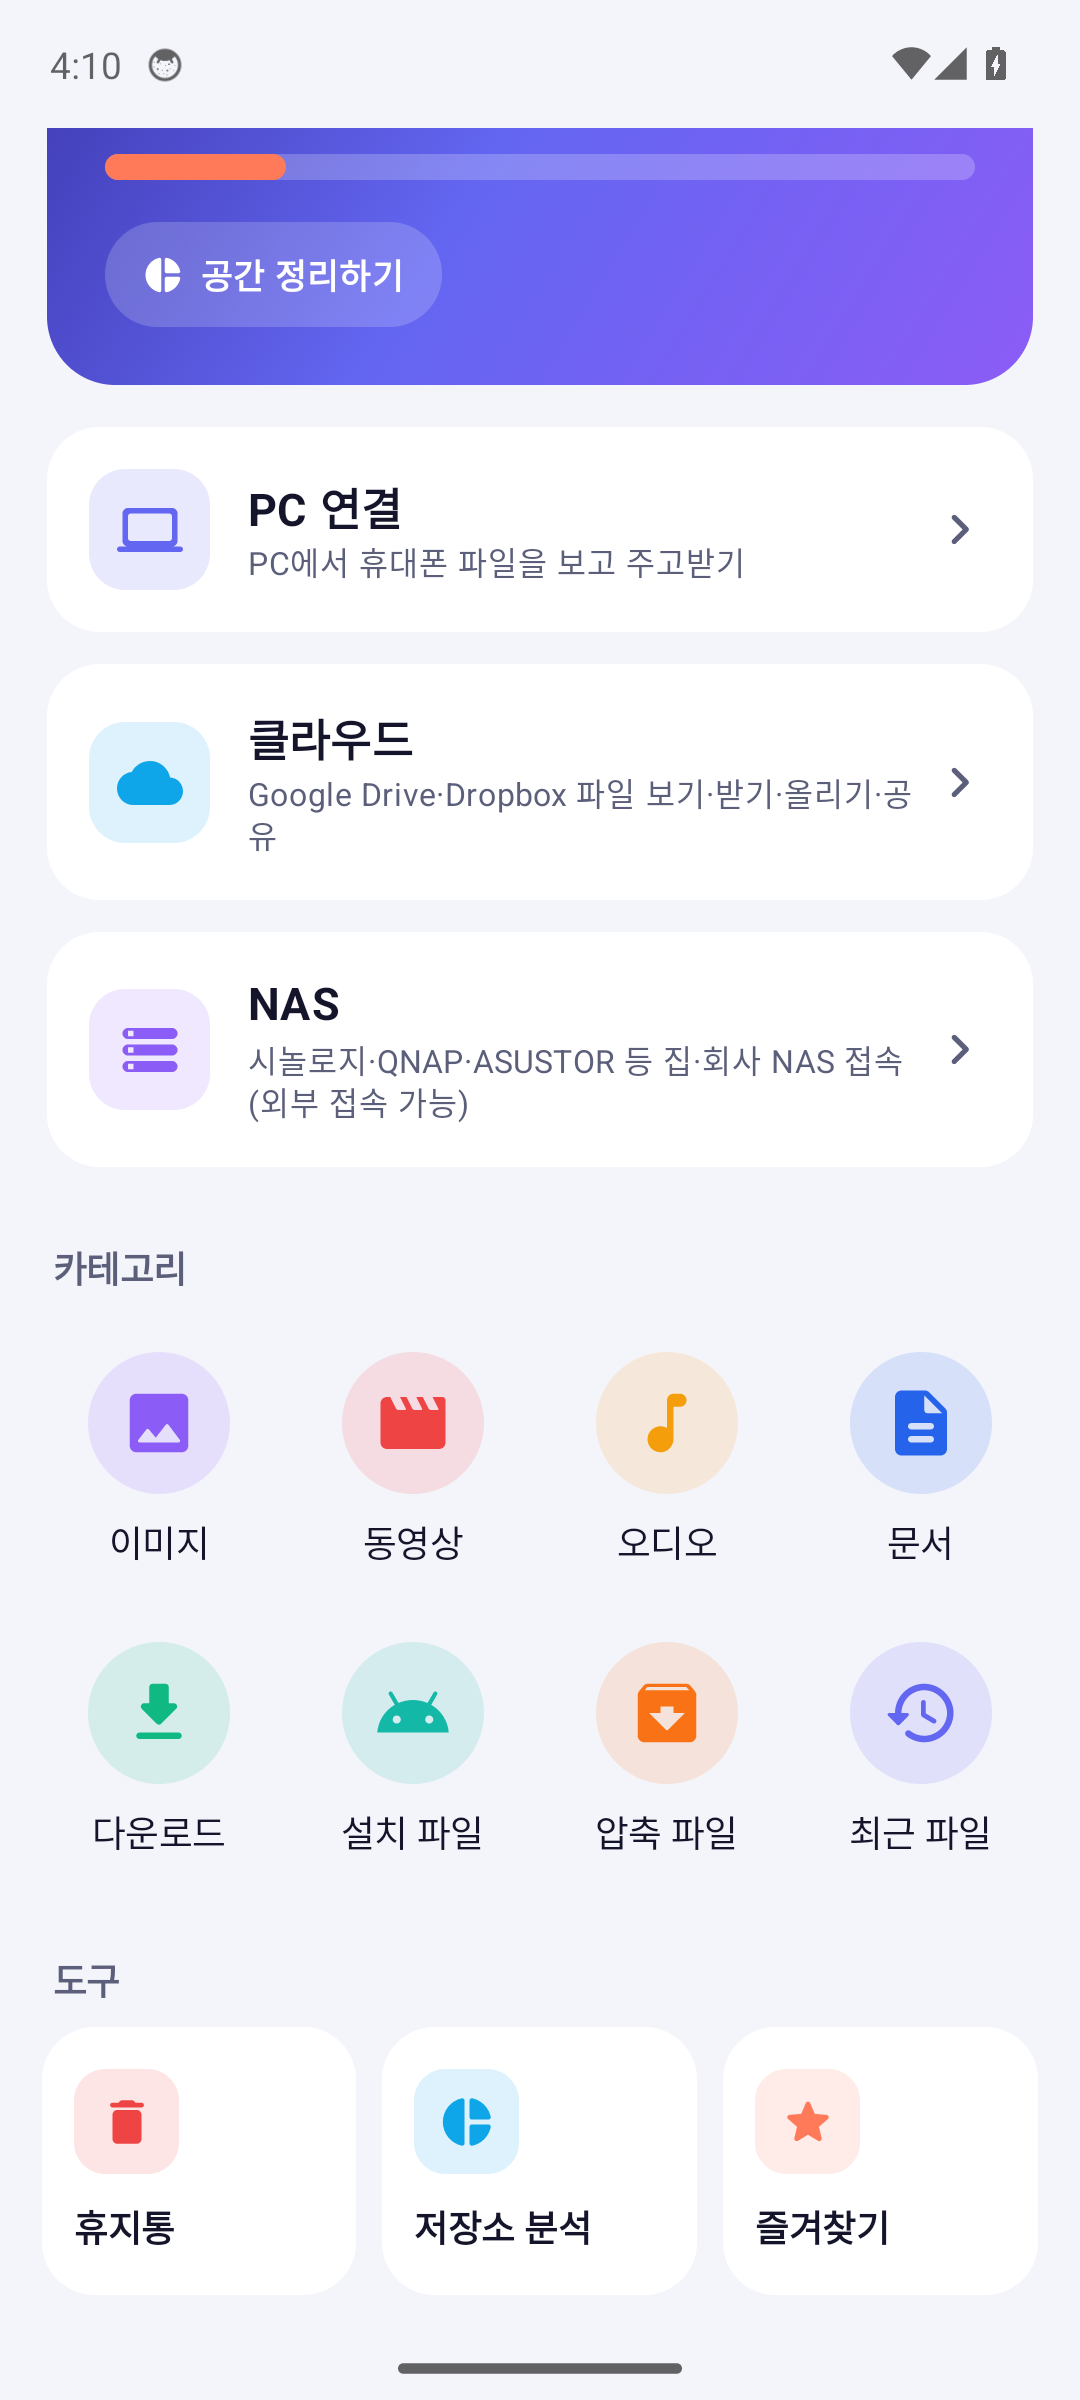 4:10
공간 정리하기
PC 연결
PC에서 휴대폰 파일을 보고 주고받기
클라우드
Google Drive·Dropbox 파일 보기·받기·올리기·공
유
NAS
시놀로지·QNAP·ASUSTOR 등 집·회사 NAS 접속
(외부 접속 가능)
카테고리
이미지 동영상 오디오 문서
다운로드 설치 파일 압축 파일 최근 파일
도구
휴지통 저장소 분석 즐겨찾기